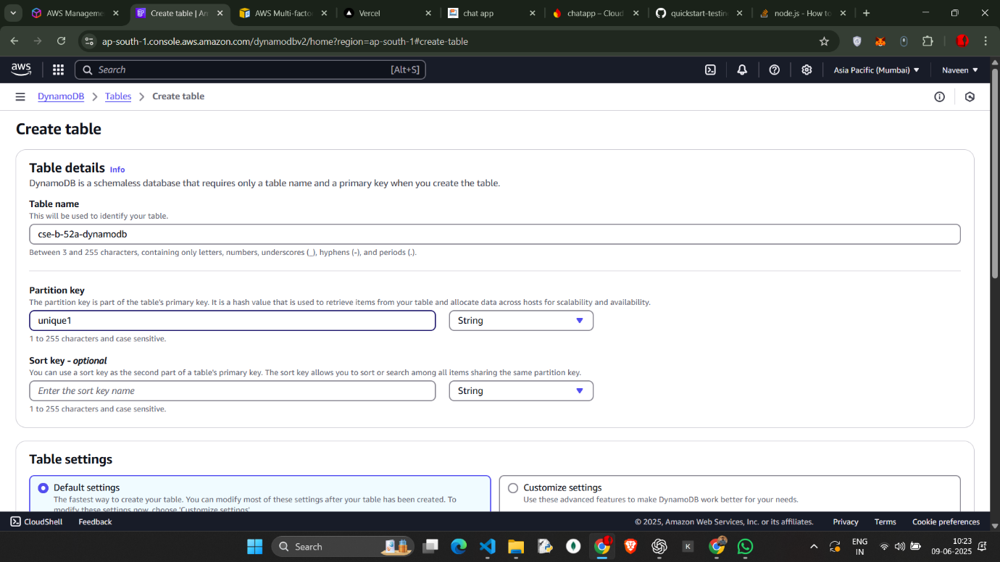 AWS Manageme
Create table | Am
AWS Multi-facto
Vercel
chat app
chatapp – Cloud
quickstart-testin
node.js - How to
ap-south-1.console.aws.amazon.com/dynamodbv2/home?region=ap-south-1#create-table
aws
Search
[Alt+S]
Asia Pacific (Mumbai)
Naveen
DynamoDB
Tables
Create table
Create table
Table details Info
DynamoDB is a schemaless database that requires only a table name and a primary key when you create the table.
Table name
This will be used to identify your table.
cse-b-52a-dynamodb
Between 3 and 255 characters, containing only letters, numbers, underscores (_), hyphens (-), and periods (.).
Partition key
The partition key is part of the table's primary key. It is a hash value that is used to retrieve items from your table and allocate data across hosts for scalability and availability.
unique1
String
1 to 255 characters and case sensitive.
Sort key - optional
You can use a sort key as the second part of a table's primary key. The sort key allows you to sort or search among all items sharing the same partition key.
Enter the sort key name
String
1 to 255 characters and case sensitive.
Table settings
Default settings
The fastest way to create your table. You can modify most of these settings after your table has been created. To
modify these settings now, choose 'Customize settings'.
Customize settings
Use these advanced features to make DynamoDB work better for your needs.
CloudShell
Feedback
© 2025, Amazon Web Services, Inc. or its affiliates.
Privacy
Terms
Cookie preferences
Search
K
ENG
IN
10:23
09-06-2025